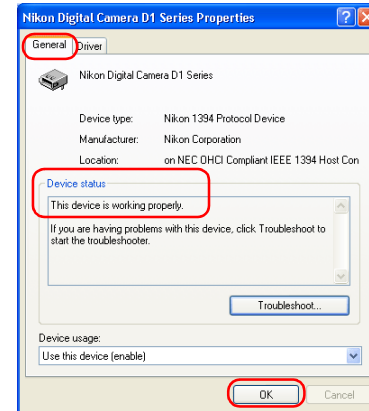 Nikon Digital Camera D1 Series Properties
General Driver
Nikon Digital Camera D1 Series
Device type: Nikon 1394 Protocol Device
Manufacturer: Nikon Corporation
Location: on NEC OHCI Compliant IEEE 1394 Host Con
Device status
This device is working properly.
If you are having problems with this device, click Troubleshoot to
start the troubleshooter.
Troubleshoot...
Device usage:
Use this device (enable)
OK Cancel